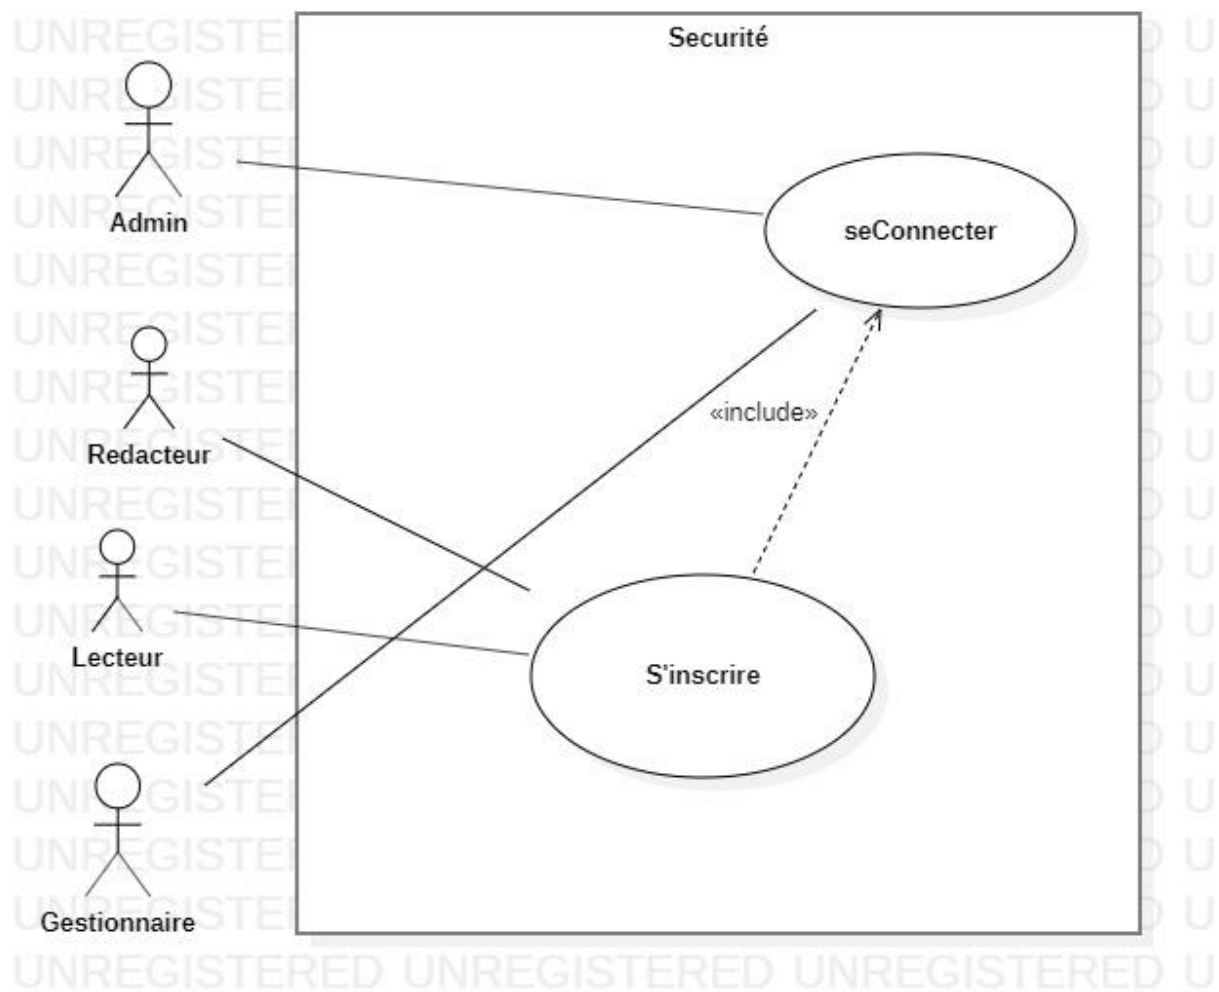 Securité
Admin
seConnecter
Redacteur
«include»
Lecteur
S'inscrire
Gestionnaire
UNREGISTERED UNREGISTERED UNREGISTERED U